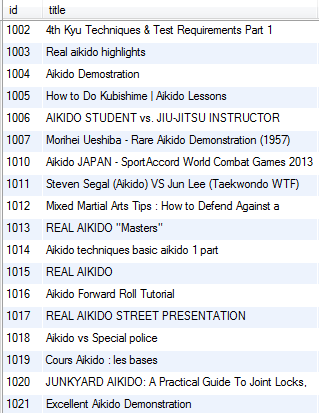 id title
1002 4th Kyu Techniques & Test Requirements Part 1
1003 Real aikido highlights
1004 Aikido Demostration
1005 How to Do Kubishime | Aikido Lessons
1006 AIKIDO STUDENT vs. JIU-JITSU INSTRUCTOR
1007 Morihei Ueshiba - Rare Aikido Demonstration (1957)
1010 Aikido JAPAN - SportAccord World Combat Games 2013
1011 Steven Segal (Aikido) VS Jun Lee (Taekwondo WTF)
1012 Mixed Martial Arts Tips : How to Defend Against a
1013 REAL AIKIDO "Masters"
1014 Aikido techniques basic aikido 1 part
1015 REAL AIKIDO
1016 Aikido Forward Roll Tutorial
1017 REAL AIKIDO STREET PRESENTATION
1018 Aikido vs Special police
1019 Cours Aikido : les bases
1020 JUNKYARD AIKIDO: A Practical Guide To Joint Locks,
1021 Excellent Aikido Demonstration